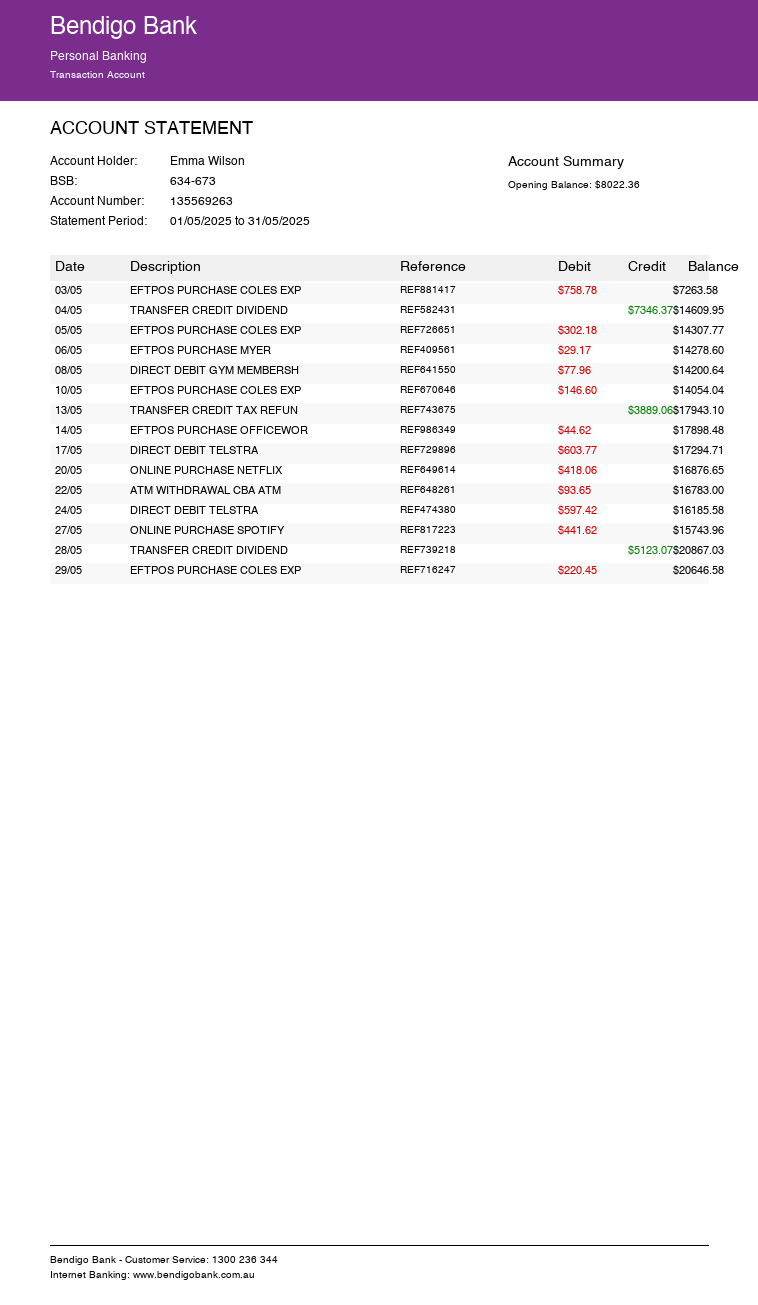 Bendigo Bank
Personal Banking
Transaction Account
ACCOUNT STATEMENT
Account Holder: Emma Wilson
BSB: 634-673
Account Number: 135569263
Statement Period: 01/05/2025 to 31/05/2025
Account Summary
Opening Balance: $8022.36
Date Description Reference Debit Credit Balance
03/05 EFTPOS PURCHASE COLES EXP REF881417 $758.78 $7263.58
04/05 TRANSFER CREDIT DIVIDEND REF582431 $7346.37 $14609.95
05/05 EFTPOS PURCHASE COLES EXP REF726651 $302.18 $14307.77
06/05 EFTPOS PURCHASE MYER REF409561 $29.17 $14278.60
08/05 DIRECT DEBIT GYM MEMBERSH REF641550 $77.96 $14200.64
10/05 EFTPOS PURCHASE COLES EXP REF670646 $146.60 $14054.04
13/05 TRANSFER CREDIT TAX REFUN REF743675 $3889.06 $17943.10
14/05 EFTPOS PURCHASE OFFICEWOR REF986349 $44.62 $17898.48
17/05 DIRECT DEBIT TELSTRA REF729896 $603.77 $17294.71
20/05 ONLINE PURCHASE NETFLIX REF649614 $418.06 $16876.65
22/05 ATM WITHDRAWAL CBA ATM REF648261 $93.65 $16783.00
24/05 DIRECT DEBIT TELSTRA REF474380 $597.42 $16185.58
27/05 ONLINE PURCHASE SPOTIFY REF817223 $441.62 $15743.96
28/05 TRANSFER CREDIT DIVIDEND REF739218 $5123.07 $20867.03
29/05 EFTPOS PURCHASE COLES EXP REF716247 $220.45 $20646.58
Bendigo Bank - Customer Service: 1300 236 344
Internet Banking: www.bendigobank.com.au